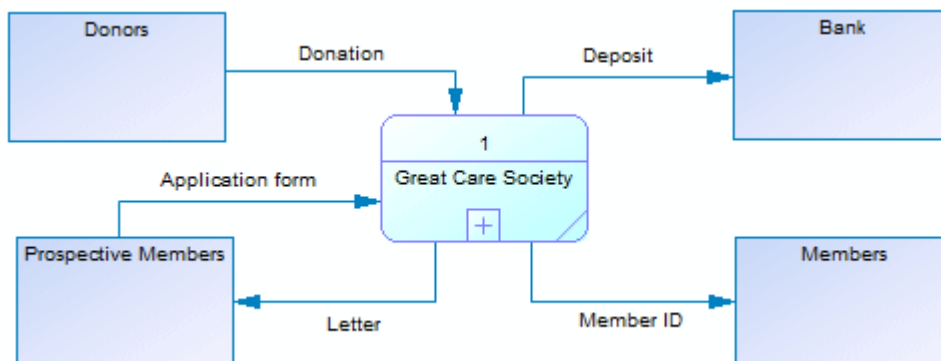 Donors
Bank
Donation
Deposit
1
Great Care Society
Application form
Prospective Members
Members
Letter
Member ID